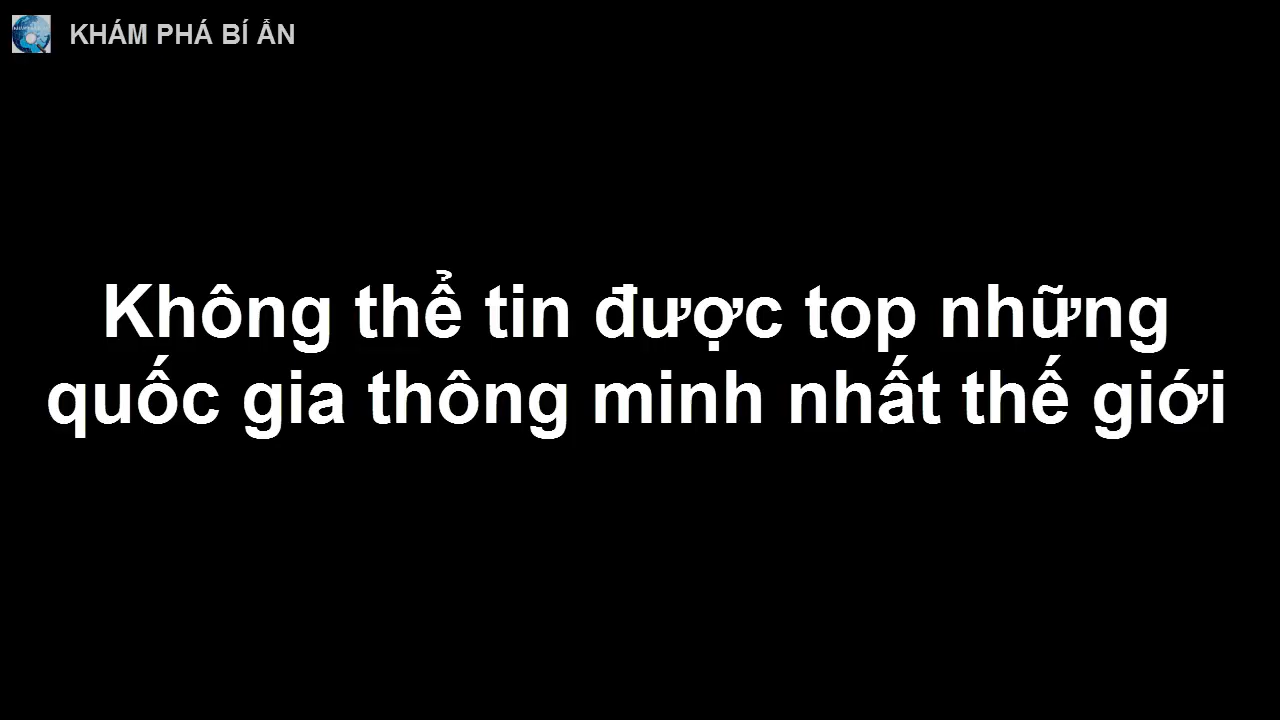 KHÁM PHÁ BÍ ẨN
Không thể tin được top những
quốc gia thông minh nhất thế giới